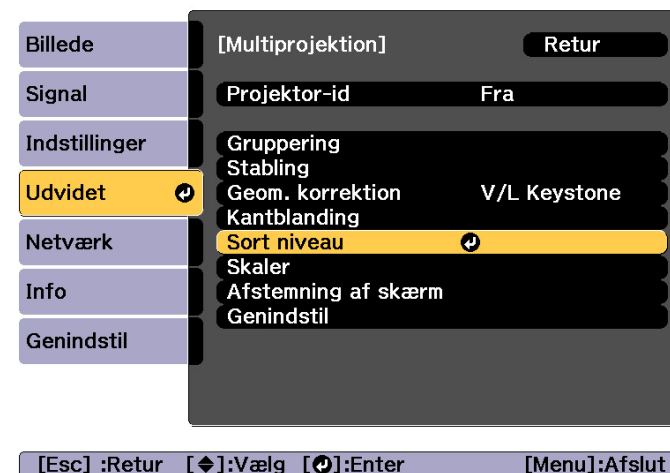 Billede
Signal
Indstillinger
Udvidet
Netværk
Info
Genindstil
[Multiprojektion] Retur
Projektor-id Fra
Gruppering
Stabling
Geom. korrektion V/L Keystone
Kantblanding
Sort niveau
Skaler
Afstemning af skærm
Genindstil
[Esc] :Retur [◆]:Vælg [↵]:Enter [Menu]:Afslut